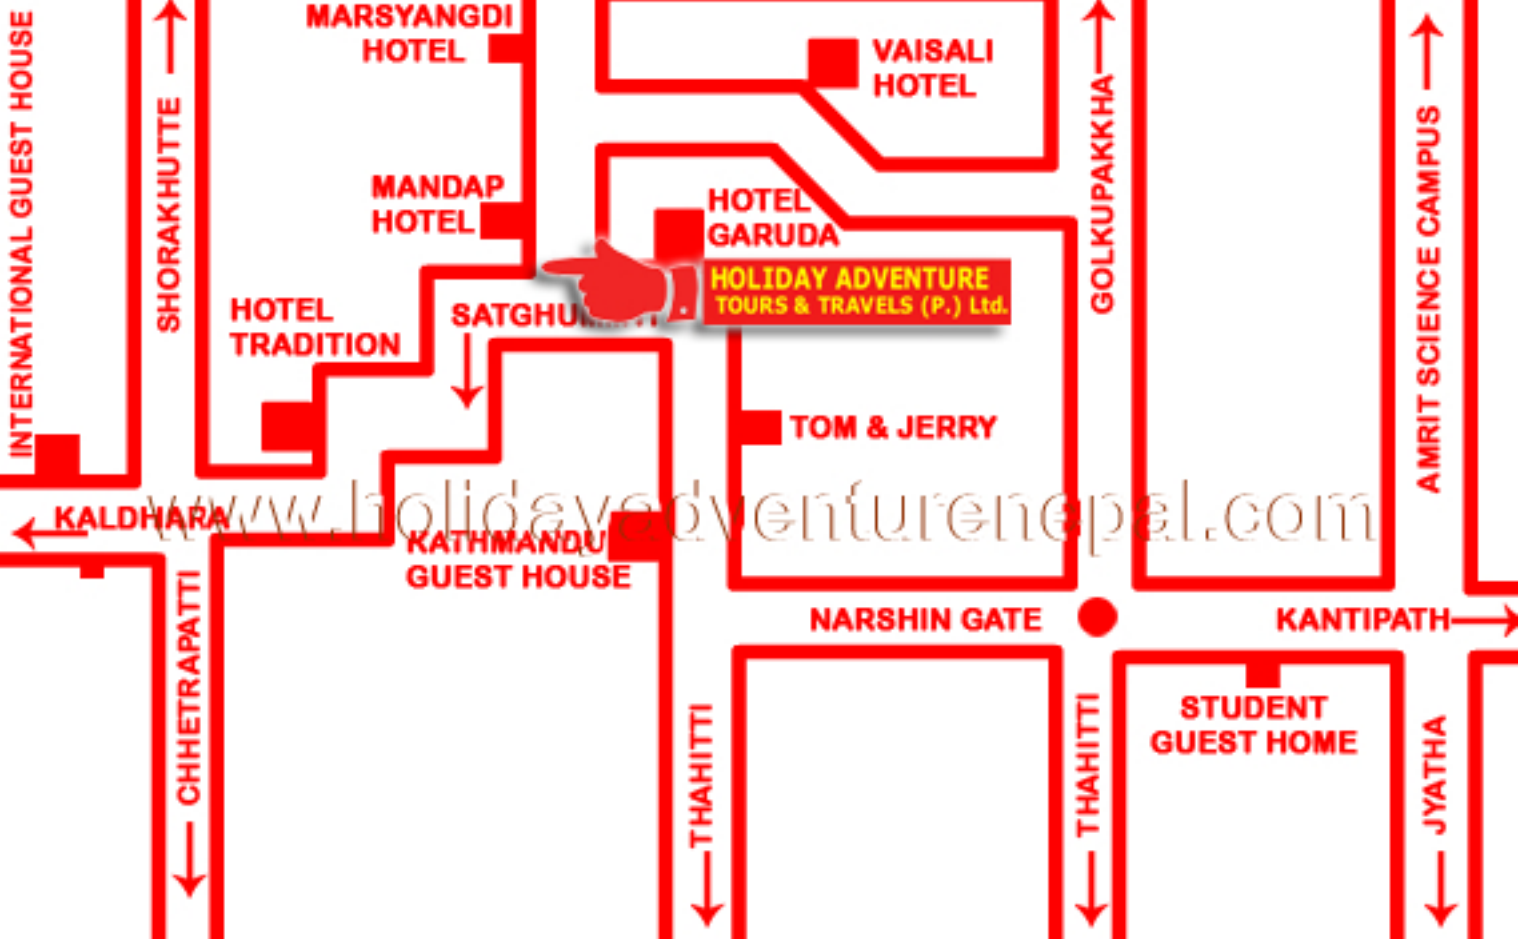 MARSYANGDI
HOTEL
VAISALI
HOTEL
INTERNATIONAL GUEST HOUSE
SHORAKHUTTE
GOLKUPAKKHA
AMRIT SCIENCE CAMPUS
MANDAP
HOTEL
HOTEL
GARUDA
HOLIDAY ADVENTURE
TOURS & TRAVELS (P.) Ltd.
HOTEL
TRADITION
TOM & JERRY
www.holidayadventurenepal.com
KALDHARA
KATHMANDU
GUEST HOUSE
NARSHIN GATE
KANTIPATH
CHHETRAPATTI
THAHITTI
THAHITTI
STUDENT
GUEST HOME
JYATHA